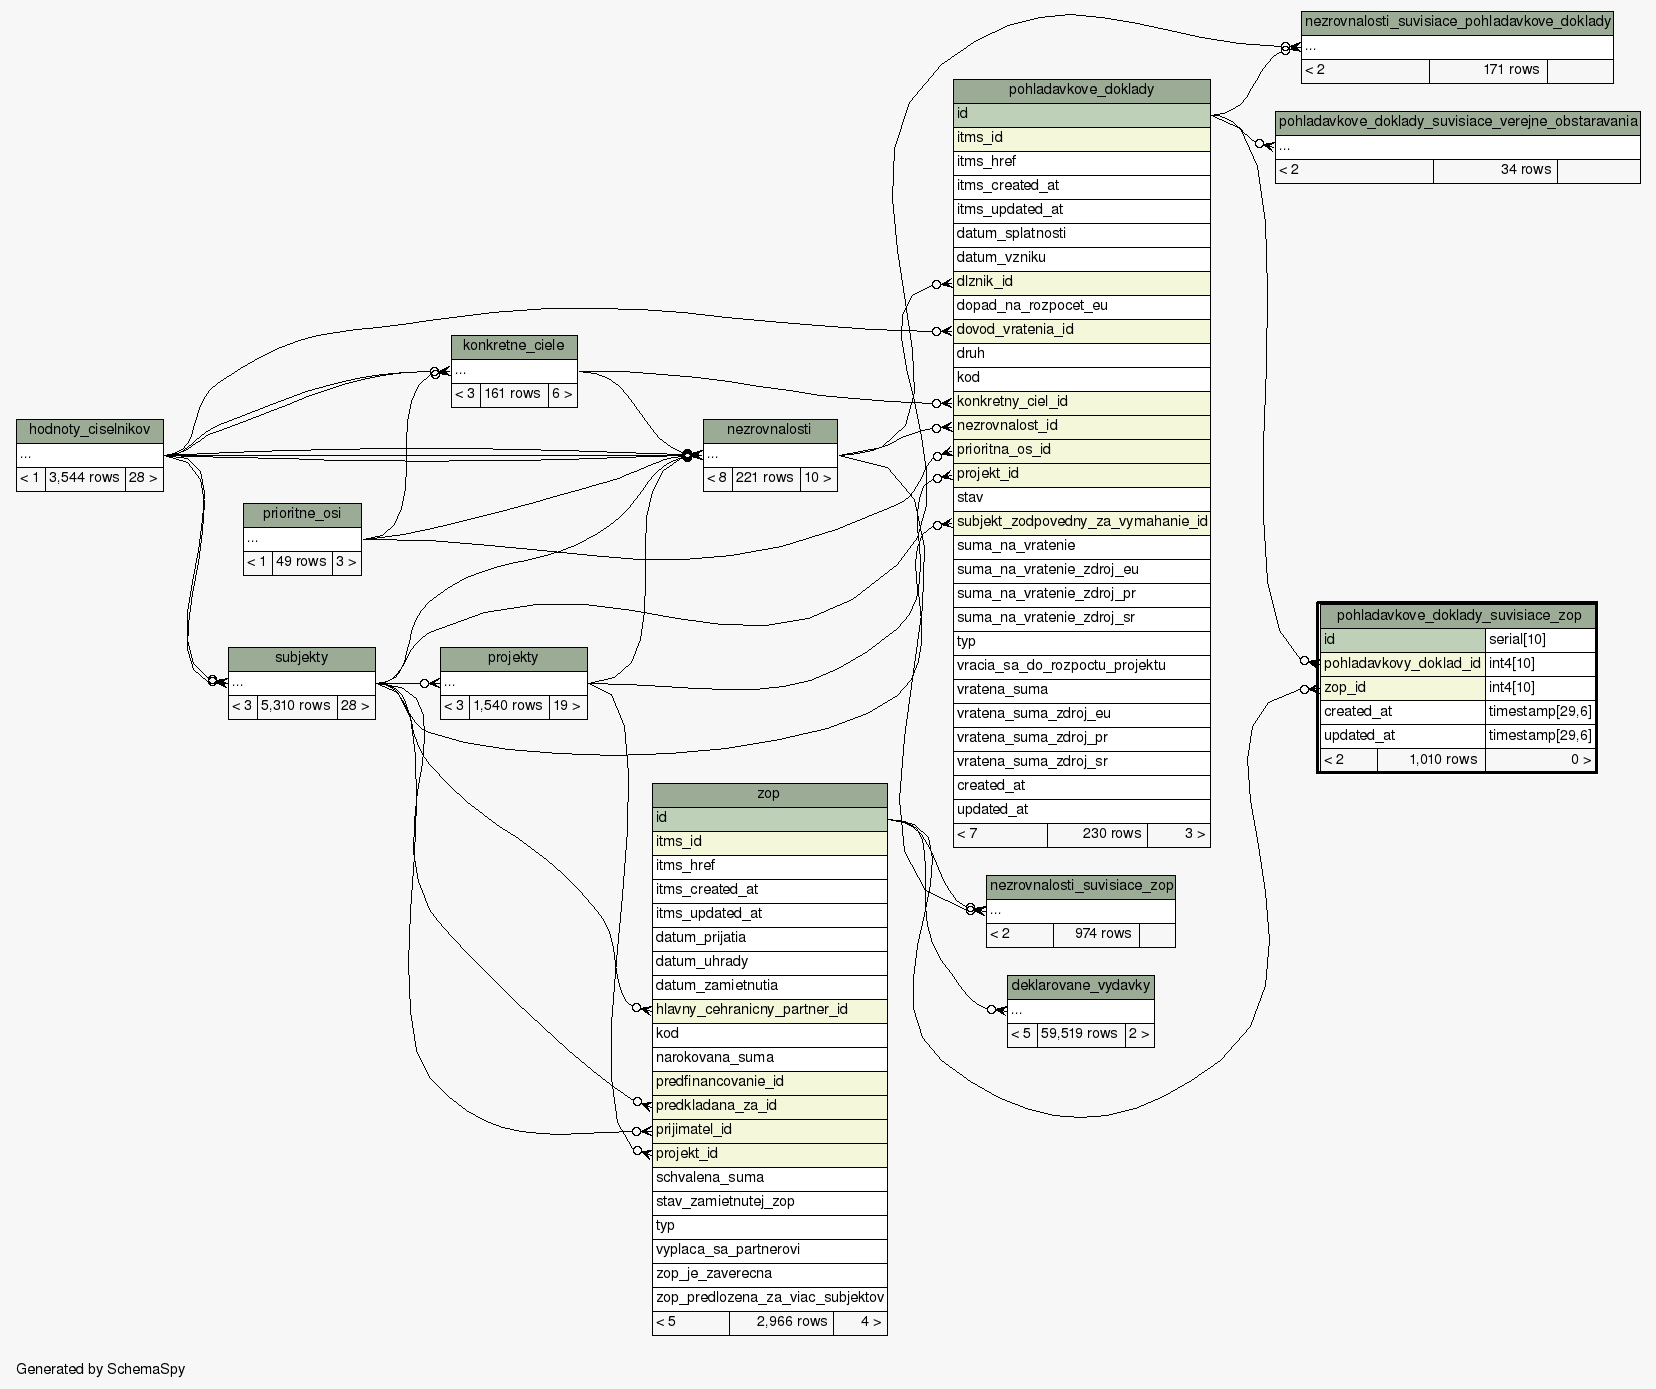 nezrovnalosti_suvisiace_pohladavkove_doklady
...
< 2 171 rows
pohladavkove_doklady_suvisiace_verejne_obstaravania
...
< 2 34 rows
pohladavkove_doklady
id
itms_id
itms_href
itms_created_at
itms_updated_at
datum_splatnosti
datum_vzniku
dlznik_id
dopad_na_rozpocet_eu
dovod_vratenia_id
druh
kod
konkretny_ciel_id
nezrovnalost_id
prioritna_os_id
projekt_id
stav
subjekt_zodpovedny_za_vymahanie_id
suma_na_vratenie
suma_na_vratenie_zdroj_eu
suma_na_vratenie_zdroj_pr
suma_na_vratenie_zdroj_sr
typ
vracia_sa_do_rozpoctu_projektu
vratena_suma
vratena_suma_zdroj_eu
vratena_suma_zdroj_pr
vratena_suma_zdroj_sr
created_at
updated_at
< 7 230 rows 3 >
konkretne_ciele
...
< 3 161 rows 6 >
hodnoty_ciselnikov
...
< 1 3,544 rows 28 >
nezrovnalosti
...
< 8 221 rows 10 >
prioritne_osi
...
< 1 49 rows 3 >
subjekty
...
< 3 5,310 rows 28 >
projekty
...
< 3 1,540 rows 19 >
pohladavkove_doklady_suvisiace_zop
id serial[10]
pohladavkovy_doklad_id int4[10]
zop_id int4[10]
created_at timestamp[29,6]
updated_at timestamp[29,6]
< 2 1,010 rows 0 >
zop
id
itms_id
itms_href
itms_created_at
itms_updated_at
datum_prijatia
datum_uhrady
datum_zamietnutia
hlavny_cehranicny_partner_id
kod
narokovana_suma
predfinancovanie_id
predkladana_za_id
prijimatel_id
projekt_id
schvalena_suma
stav_zamietnutej_zop
typ
vyplaca_sa_partnerovi
zop_je_zaverecna
zop_predlozena_za_viac_subjektov
< 5 2,966 rows 4 >
nezrovnalosti_suvisiace_zop
...
< 2 974 rows
deklarovane_vydavky
...
< 5 59,519 rows 2 >
Generated by SchemaSpy